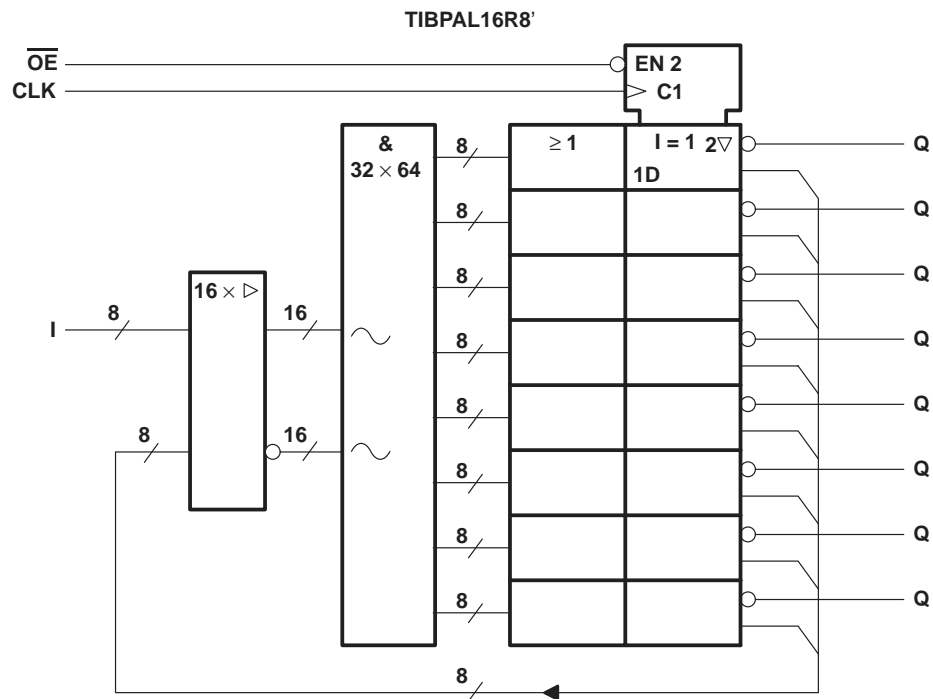 TIBPAL16R8’
OE
EN 2
CLK
C1
&
32 × 64
8
≥ 1
I = 1 2▽
1D
Q
8
Q
8
Q
16 × ▷
I
8
16
8
Q
8
16
8
Q
8
Q
8
Q
8
Q
8